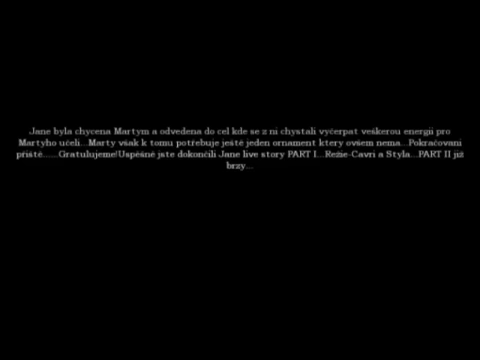 Jane byla chycena Martym a odvedena do cel kde se z ni chystali vyčerpat veškerou energii pro
Martyho učeli...Marty však k tomu potřebuje ještě jeden ornament ktery ovšem nema...Pokračovani
příště......Gratulujeme!Uspěšně jste dokončili Jane live story PART I...Režie-Cavri a Styla...PART II již
brzy...